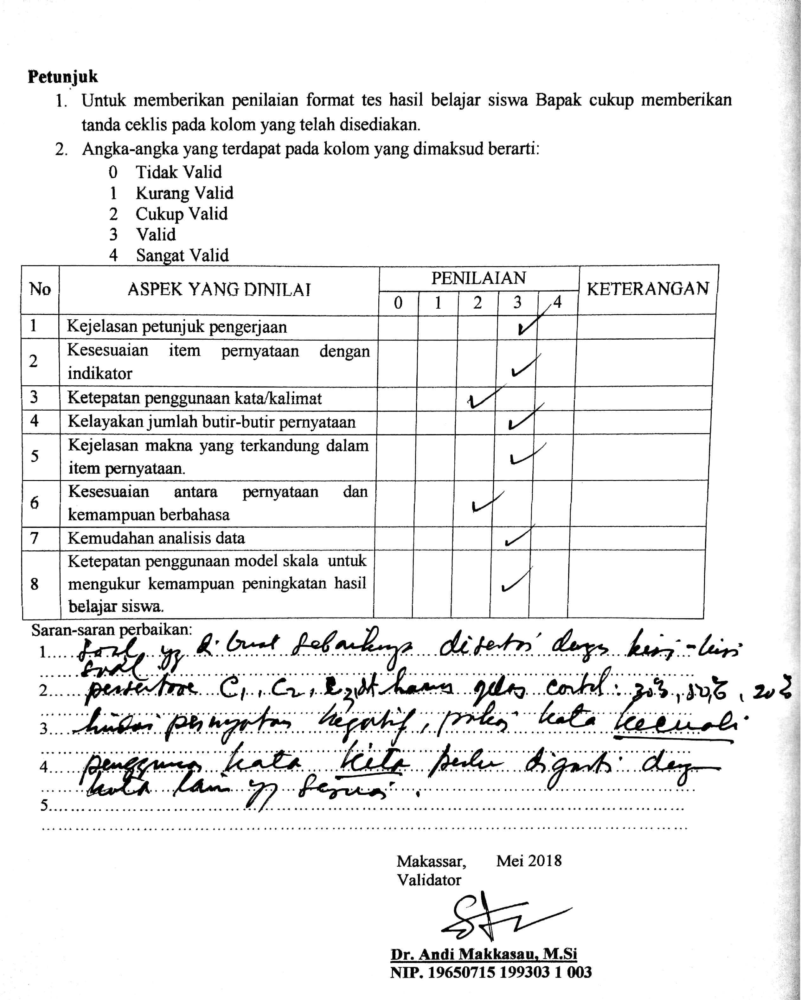 Petunjuk
1. Untuk memberikan penilaian format tes hasil belajar siswa Bapak cukup memberikan
tanda ceklis pada kolom yang telah disediakan.
2. Angka-angka yang terdapat pada kolom yang dimaksud berarti:
0 Tidak Valid
1 Kurang Valid
2 Cukup Valid
3 Valid
4 Sangat Valid
No ASPEK YANG DINILAI PENILAIAN KETERANGAN
0 1 2 3 4
1 Kejelasan petunjuk pengerjaan ✓
2 Kesesuaian item pernyataan dengan
indikator ✓
3 Ketepatan penggunaan kata/kalimat ✓
4 Kelayakan jumlah butir-butir pernyataan ✓
5 Kejelasan makna yang terkandung dalam
item pernyataan. ✓
6 Kesesuaian antara pernyataan dan
kemampuan berbahasa ✓
7 Kemudahan analisis data ✓
8 Ketepatan penggunaan model skala untuk
mengukur kemampuan peningkatan hasil
belajar siswa. ✓
Saran-saran perbaikan:
1. Soal yg dibuat sebaiknya disertai dengan kisi-kisi
soal
2. persentase C1, C2, C3, dst harus jelas contoh: 30%, 50%, 20%
3. hindari pernyataan negatif, kata kecuali
4. penggunaan kata kita perlu diganti dengan
kata lain yg sesuai.
5.
Makassar, Mei 2018
Validator
Dr. Andi Makkasau, M.Si
NIP. 19650715 199303 1 003